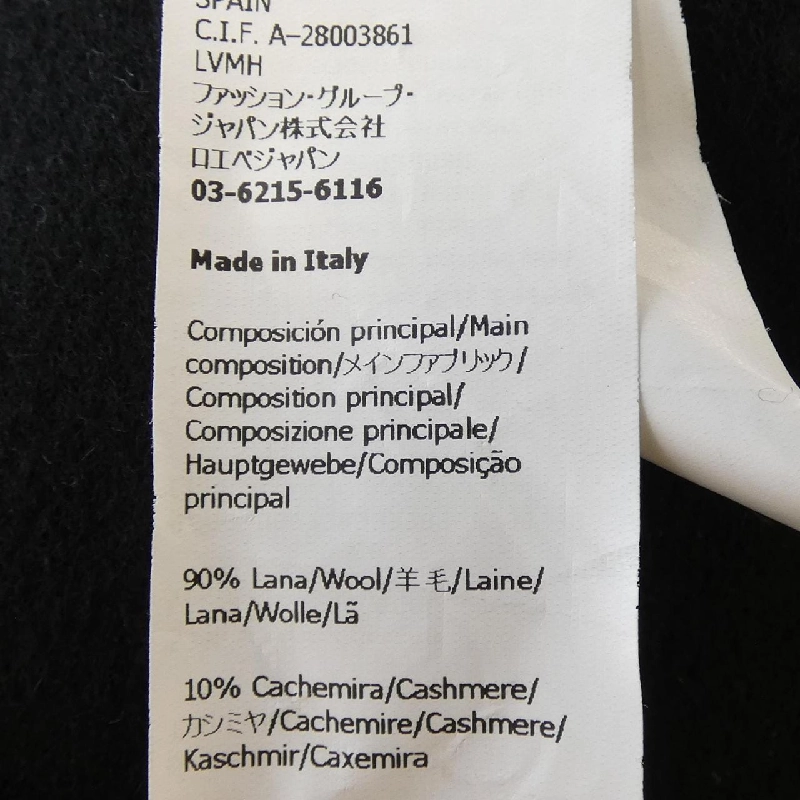 SPAIN
C.I.F. A-28003861
LVMH
ファッション・グループ・
ジャパン株式会社
ロエベジャパン
03-6215-6116
Made in Italy
Composición principal/Main
composition/メインファブリック/
Composition principal/
Composizione principale/
Hauptgewebe/Composição
principal
90% Lana/Wool/羊毛/Laine/
Lana/Wolle/Lã
10% Cachemira/Cashmere/
カシミヤ/Cachemire/Cashmere/
Kaschmir/Caxemira